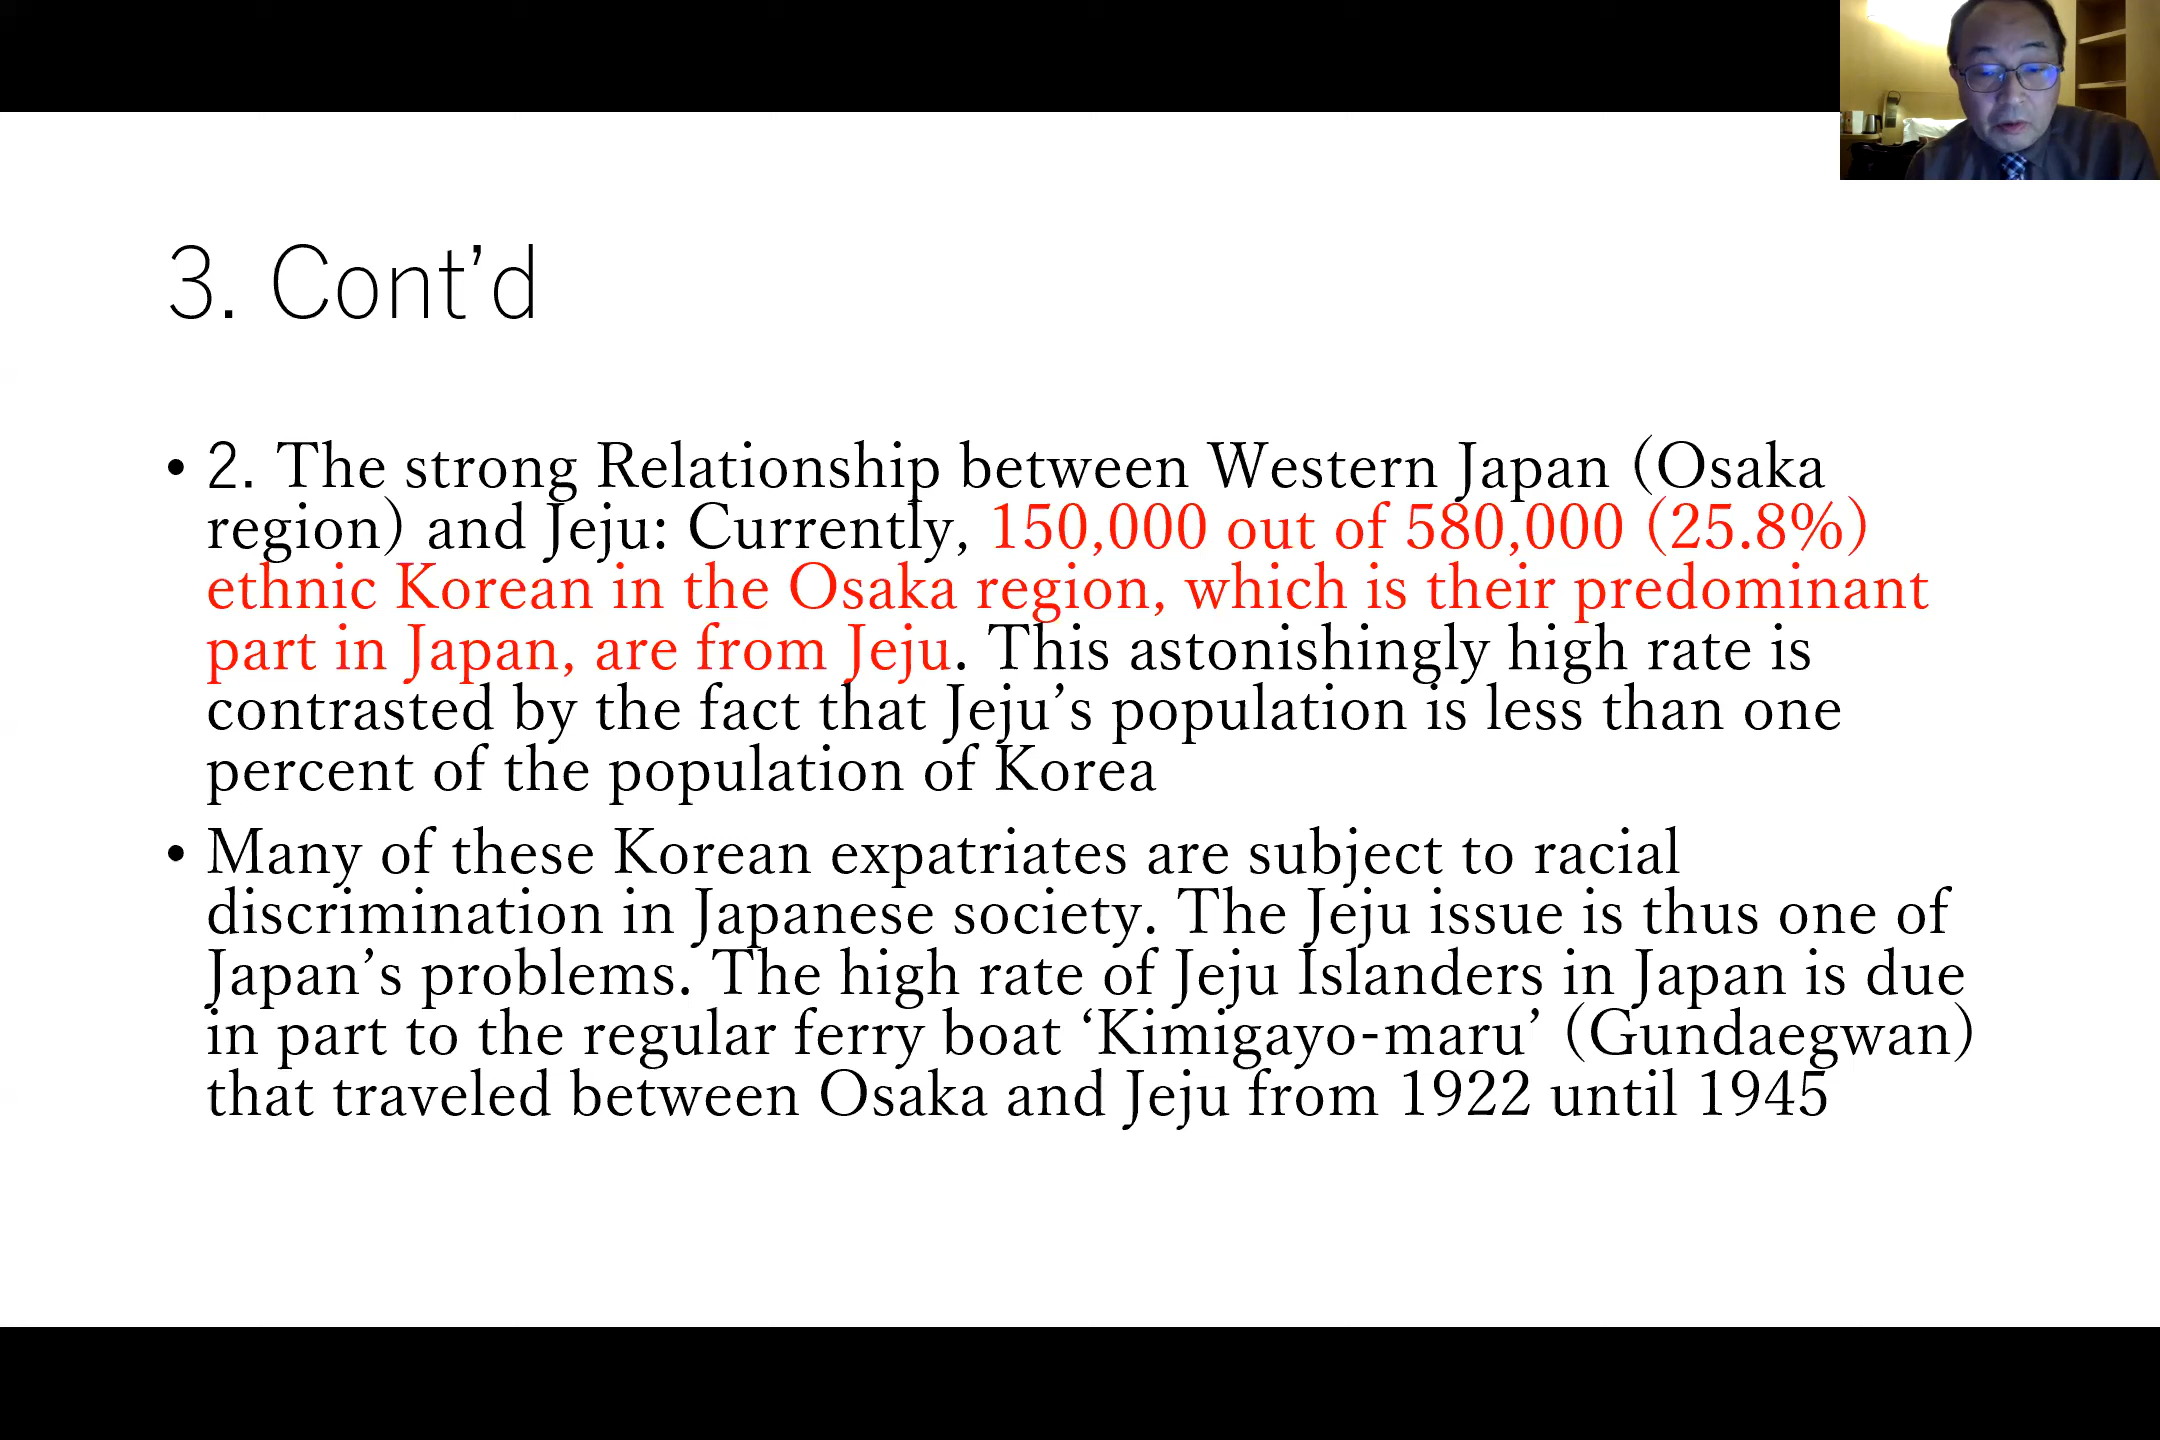 3. Cont’d
• 2. The strong Relationship between Western Japan (Osaka
region) and Jeju: Currently, 150,000 out of 580,000 (25.8%)
ethnic Korean in the Osaka region, which is their predominant
part in Japan, are from Jeju. This astonishingly high rate is
contrasted by the fact that Jeju’s population is less than one
percent of the population of Korea
• Many of these Korean expatriates are subject to racial
discrimination in Japanese society. The Jeju issue is thus one of
Japan’s problems. The high rate of Jeju Islanders in Japan is due
in part to the regular ferry boat ‘Kimigayo-maru’ (Gundaegwan)
that traveled between Osaka and Jeju from 1922 until 1945